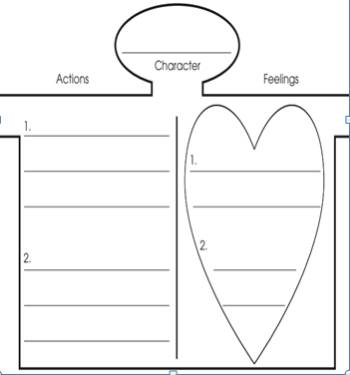 Character
Actions
Feelings
1.
1.
2.
2.